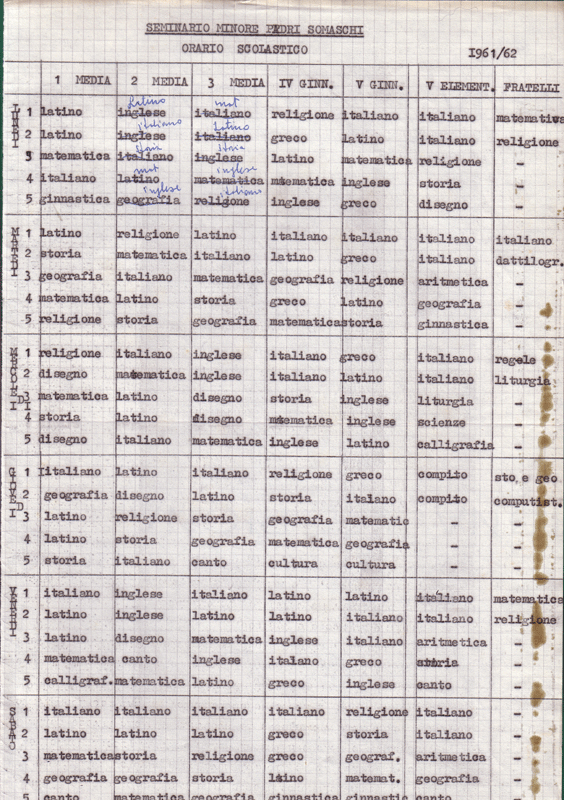 SEMINARIO MINORE PADRI SOMASCHI
ORARIO SCOLASTICO 1961/62
1 MEDIA 2 MEDIA 3 MEDIA IV GINN. V GINN. V ELEMENT. FRATELLI
LUNEDI
latino mat
1 latino inglese italiano religione italiano italiano matematica
italiano latino
2 latino inglese italiano greco latino italiano religione
storia storia
3 matematica italiano inglese latino matematica religione -
mat inglese
4 italiano latino matematica matematica inglese storia -
inglese italiano
5 ginnastica geografia religione inglese greco disegno -
MARTEDI
1 latino religione latino italiano italiano italiano italiano
2 storia matematica italiano latino greco italiano dattilogr.
3 geografia italiano matematica geografia religione aritmetica -
4 matematica latino storia greco latino geografia -
5 religione storia geografia matematica storia ginnastica -
MERCOLEDI
1 religione italiano inglese italiano greco italiano regole
2 disegno matematica inglese italiano latino italiano liturgia
3 matematica latino disegno storia inglese liturgia -
4 storia latino disegno matematica inglese scienze -
5 disegno italiano matematica inglese latino calligrafia -
GIOVEDI
1 italiano latino italiano religione greco compito sto. e geo
2 geografia disegno latino storia italano compito computist.
3 latino religione storia geografia matematic - -
4 latino storia geografia matematica geografia - -
5 storia italiano canto cultura cultura - -
VENERDI
1 italiano inglese italiano latino latino italiano matematica
2 latino inglese latino latino italiano italiano religione
3 latino disegno matematica inglese italiano aritmetica -
4 matematica canto inglese italano greco storia -
5 calligraf. matematica latino greco inglese canto -
SABATO
1 italiano italiano italiano italiano religione italiano -
2 latino latino latino greco storia italiano -
3 matematica storia religione greco geograf. aritmetica -
4 geografia geografia storia latino matemat. geografia -
5 canto matematica geografia ginnastica ginnastic canto